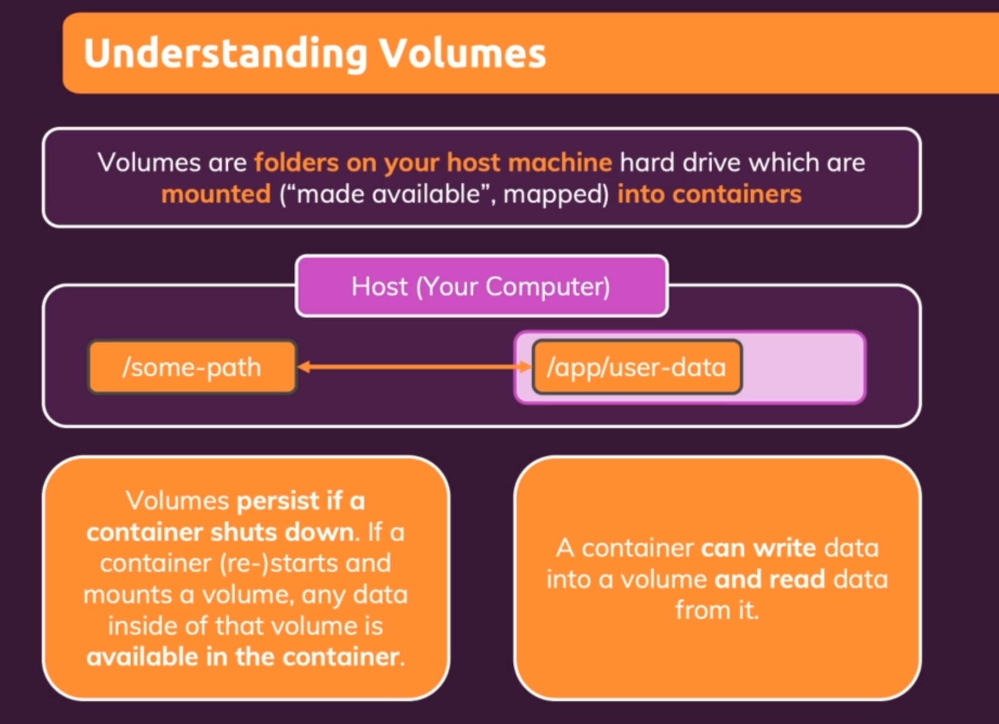 Understanding Volumes
Volumes are folders on your host machine hard drive which are
mounted (“made available”, mapped) into containers
Host (Your Computer)
/some-path
/app/user-data
Volumes persist if a
container shuts down. If a
container (re-)starts and
mounts a volume, any data
inside of that volume is
available in the container.
A container can write data
into a volume and read data
from it.